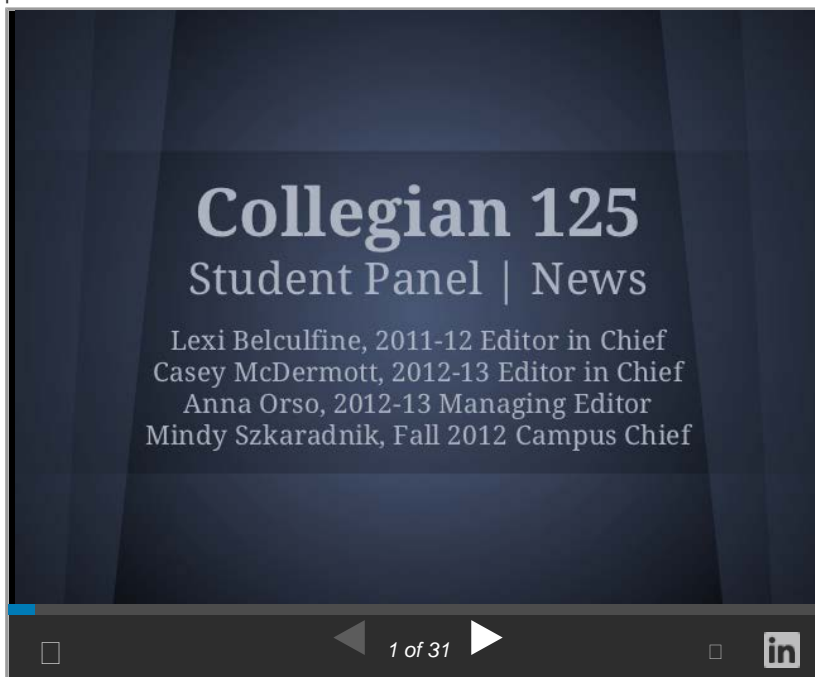 Collegian 125
Student Panel | News
Lexi Belculfine, 2011-12 Editor in Chief
Casey McDermott, 2012-13 Editor in Chief
Anna Orso, 2012-13 Managing Editor
Mindy Szkaradnik, Fall 2012 Campus Chief
1 of 31
in